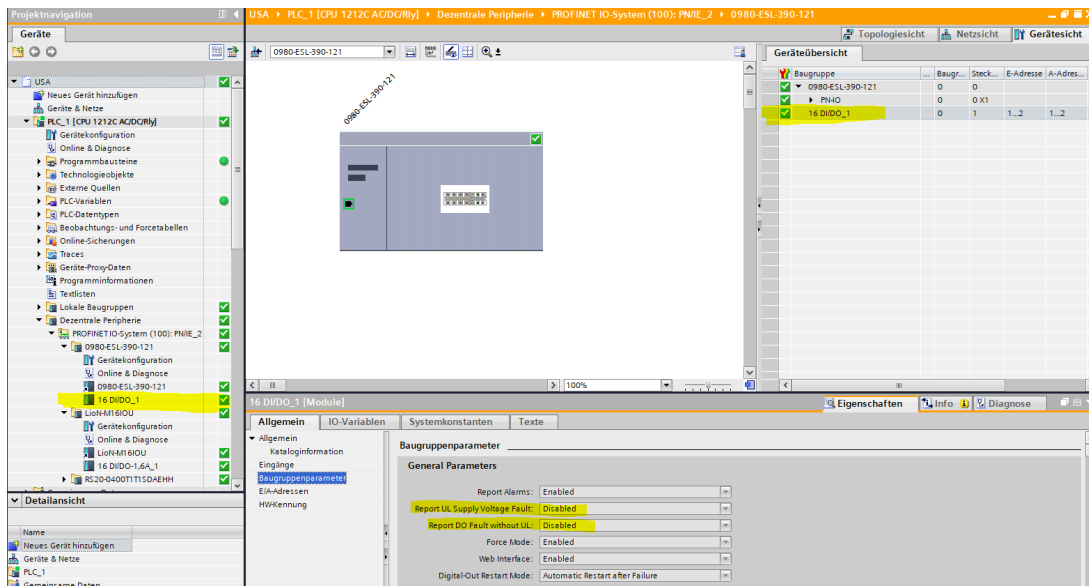 Projektnavigation
USA ▸ PLC_1 [CPU 1212C AC/DC/Rly] ▸ Dezentrale Peripherie ▸ PROFINET IO-System (100): PN/IE_2 ▸ 0980-ESL-390-121
Geräte
Topologiesicht
Netzsicht
Gerätesicht
0980-ESL-390-121
Geräteübersicht
USA
Neues Gerät hinzufügen
Geräte & Netze
PLC_1 [CPU 1212C AC/DC/Rly]
Gerätekonfiguration
Online & Diagnose
Programmbausteine
Technologieobjekte
Externe Quellen
PLC-Variablen
PLC-Datentypen
Beobachtungs- und Forcetabellen
Online-Sicherungen
Traces
Geräte-Proxy-Daten
Programminformationen
Textlisten
Lokale Baugruppen
Dezentrale Peripherie
PROFINET IO-System (100): PN/IE_2
0980-ESL-390-121
Gerätekonfiguration
Online & Diagnose
0980-ESL-390-121
16 DI/DO_1
LioN-M16IOU
Gerätekonfiguration
Online & Diagnose
LioN-M16IOU
16 DI/DO-1,6A_1
RS20-0400T1T1SDAEHH
0980-ESL-390-121
Baugruppe ... Baugr... Steck... E-Adresse A-Adres...
0980-ESL-390-121 0 0
PN-IO 0 0 X1
16 DI/DO_1 0 1 1...2 1...2
100%
Detailansicht
Name
Neues Gerät hinzufügen
Geräte & Netze
PLC_1
Gemeinsame Daten
16 DI/DO_1 [Module]
Eigenschaften
Info
Diagnose
Allgemein
IO-Variablen
Systemkonstanten
Texte
Allgemein
Kataloginformation
Eingänge
Baugruppenparameter
E/A-Adressen
HW-Kennung
Baugruppenparameter
General Parameters
Report Alarms: Enabled
Report UL Supply Voltage Fault: Disabled
Report DO Fault without UL: Disabled
Force Mode: Enabled
Web Interface: Enabled
Digital-Out Restart Mode: Automatic Restart after Failure